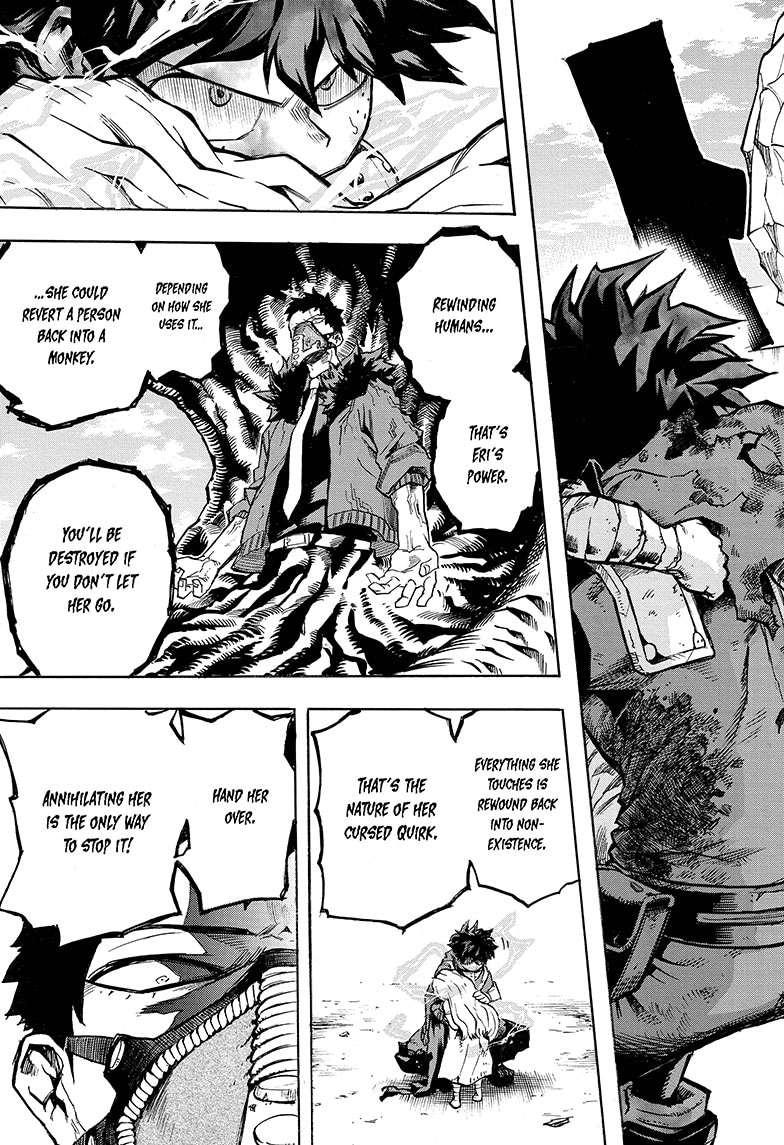 REWINDING
HUMANS...
THAT'S
ERI'S
POWER.
DEPENDING
ON HOW SHE
USES IT...
...SHE COULD
REVERT A PERSON
BACK INTO A
MONKEY.
YOU'LL BE
DESTROYED IF
YOU DON'T LET
HER GO.
EVERYTHING SHE
TOUCHES IS
REWOUND BACK
INTO NON-
EXISTENCE.
THAT'S THE
NATURE OF HER
CURSED QUIRK.
HAND HER
OVER.
ANNIHILATING HER
IS THE ONLY WAY
TO STOP IT!